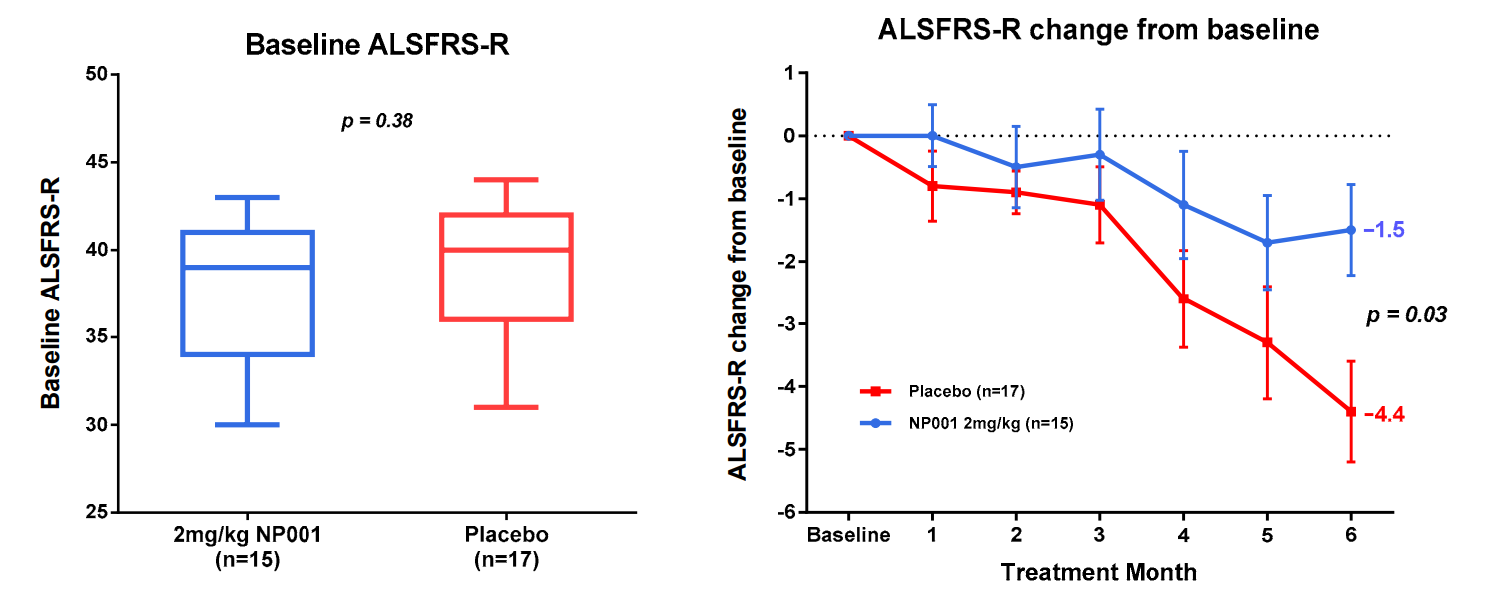 Baseline ALSFRS-R
p = 0.38
Baseline ALSFRS-R
50
45
40
35
30
25
2mg/kg NP001
(n=15)
Placebo
(n=17)
ALSFRS-R change from baseline
ALSFRS-R change from baseline
1
0
-1
-2
-3
-4
-5
-6
−1.5
p = 0.03
−4.4
Placebo (n=17)
NP001 2mg/kg (n=15)
Baseline
1
2
3
4
5
6
Treatment Month